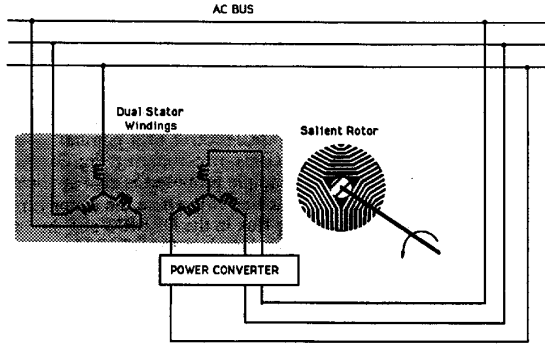 AC BUS
Dual Stator
Windings
Salient Rotor
POWER CONVERTER